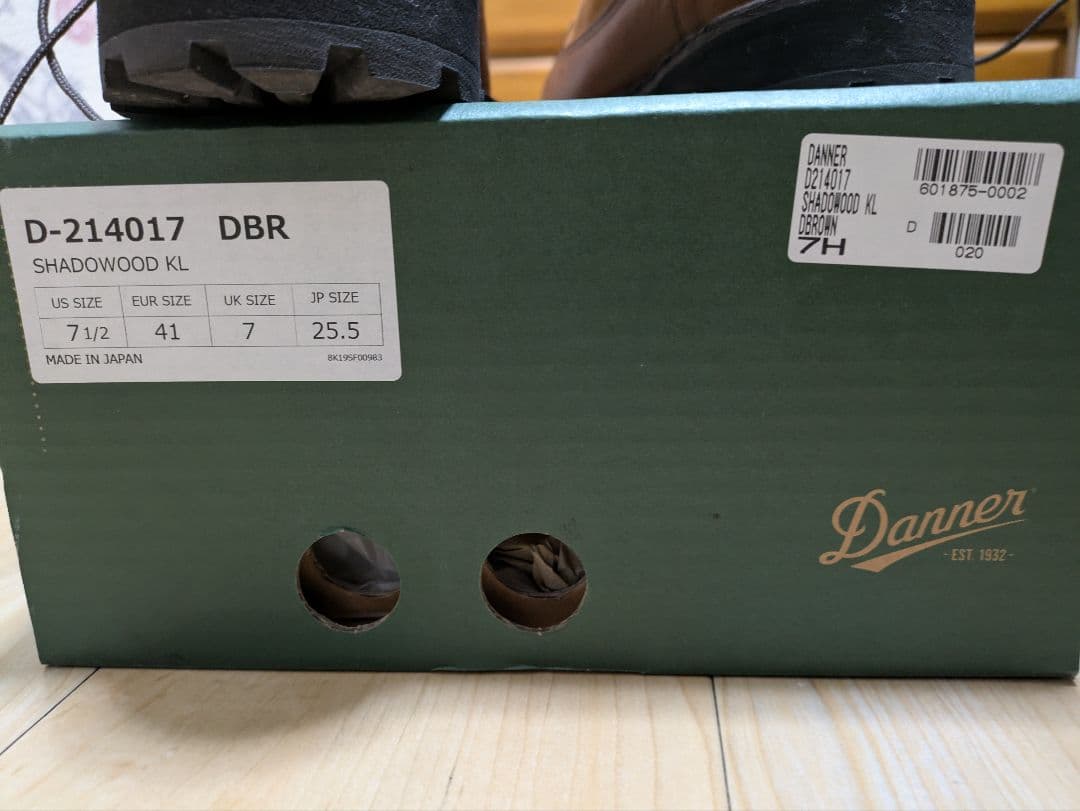 D-214017 DBR
SHADOWOOD KL
US SIZE EUR SIZE UK SIZE JP SIZE
7 1/2 41 7 25.5
MADE IN JAPAN 8K19SF00983
DANNER
D214017
SHADOWOOD KL
DBROWN
7H
601875-0002
D
020
Danner
-EST. 1932-